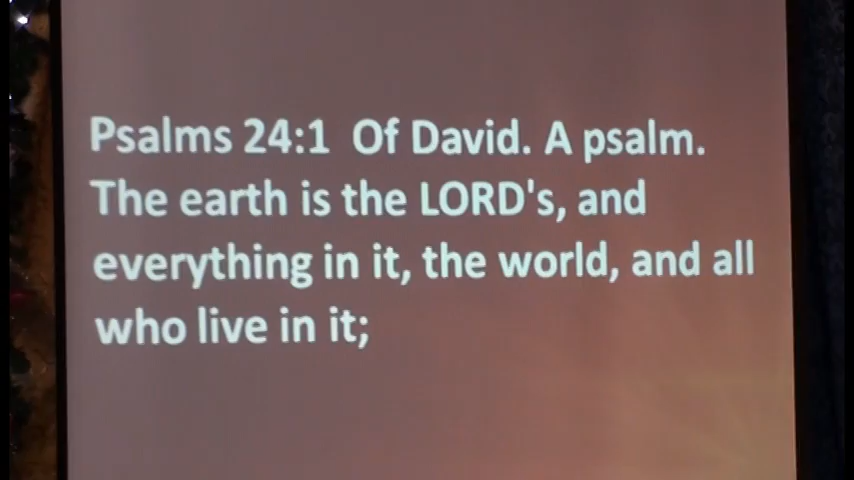 Psalms 24:1 Of David. A psalm.
The earth is the LORD's, and
everything in it, the world, and all
who live in it;